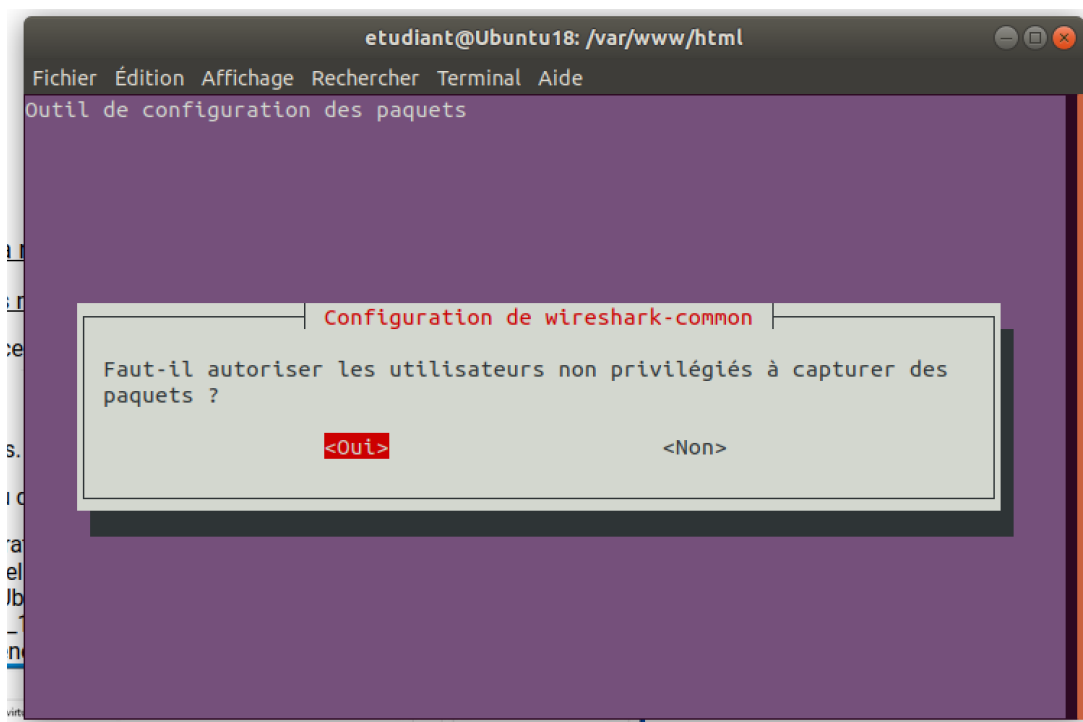 etudiant@Ubuntu18: /var/www/html
Fichier Édition Affichage Rechercher Terminal Aide
Outil de configuration des paquets
Configuration de wireshark-common
Faut-il autoriser les utilisateurs non privilégiés à capturer des
paquets ?
<Oui> <Non>